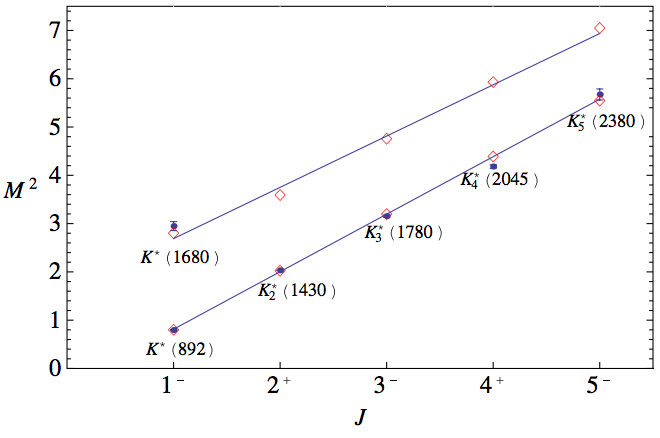 7
6
K*5 (2380)
5
M² 4
K*4 (2045)
3
K*3 (1780)
K* (1680)
2
K*2 (1430)
1
K* (892)
0
1⁻ 2⁺ 3⁻ 4⁺ 5⁻
J